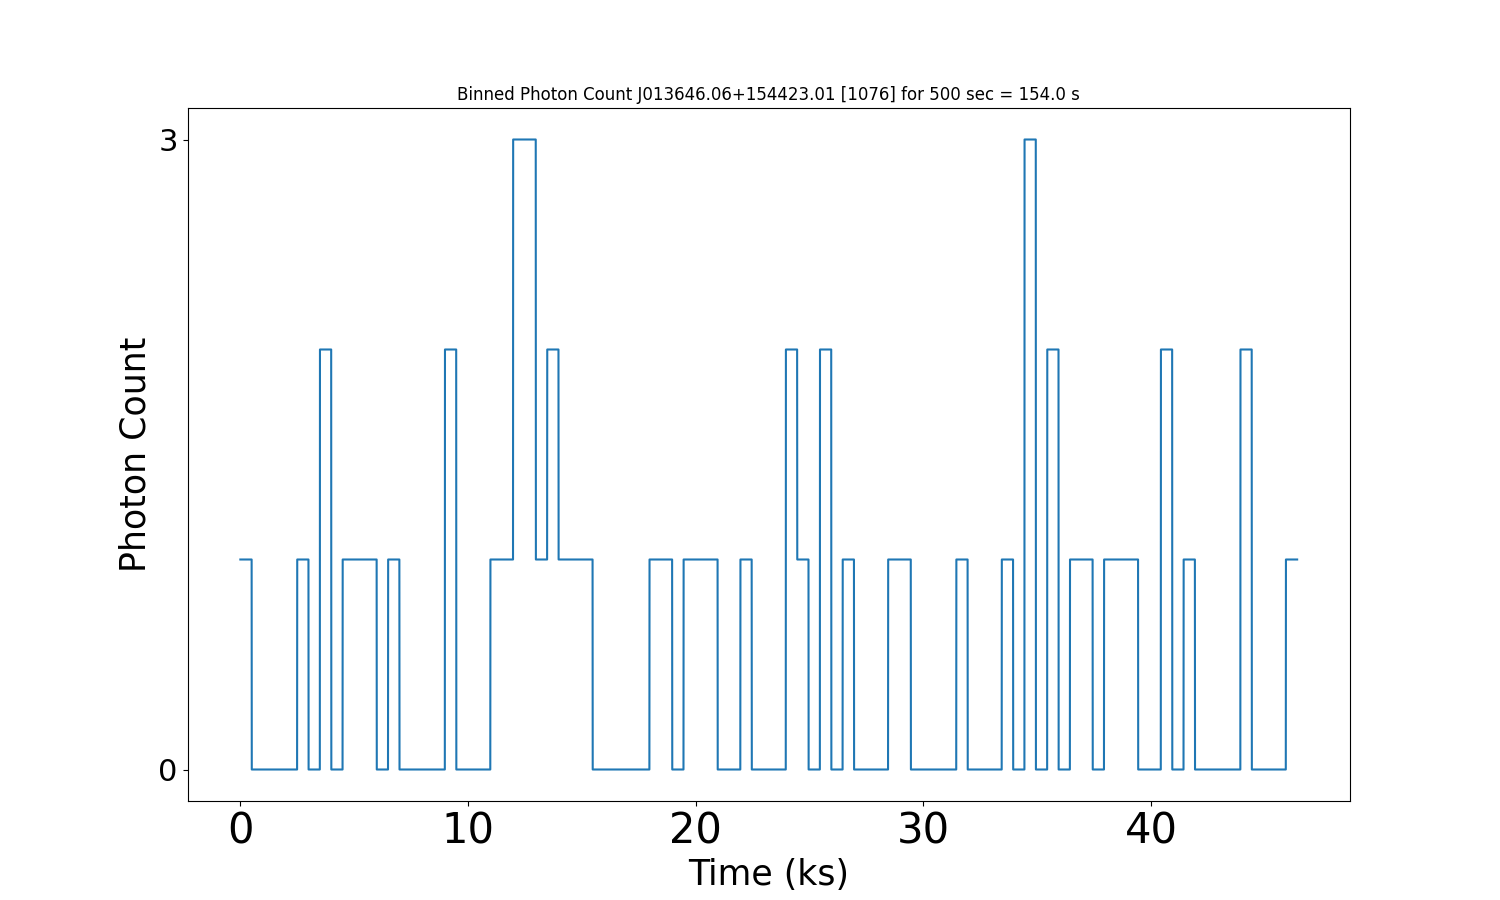 Binned Photon Count J013646.06+154423.01 [1076] for 500 sec = 154.0 s
3
Photon Count
0
0 10 20 30 40
Time (ks)